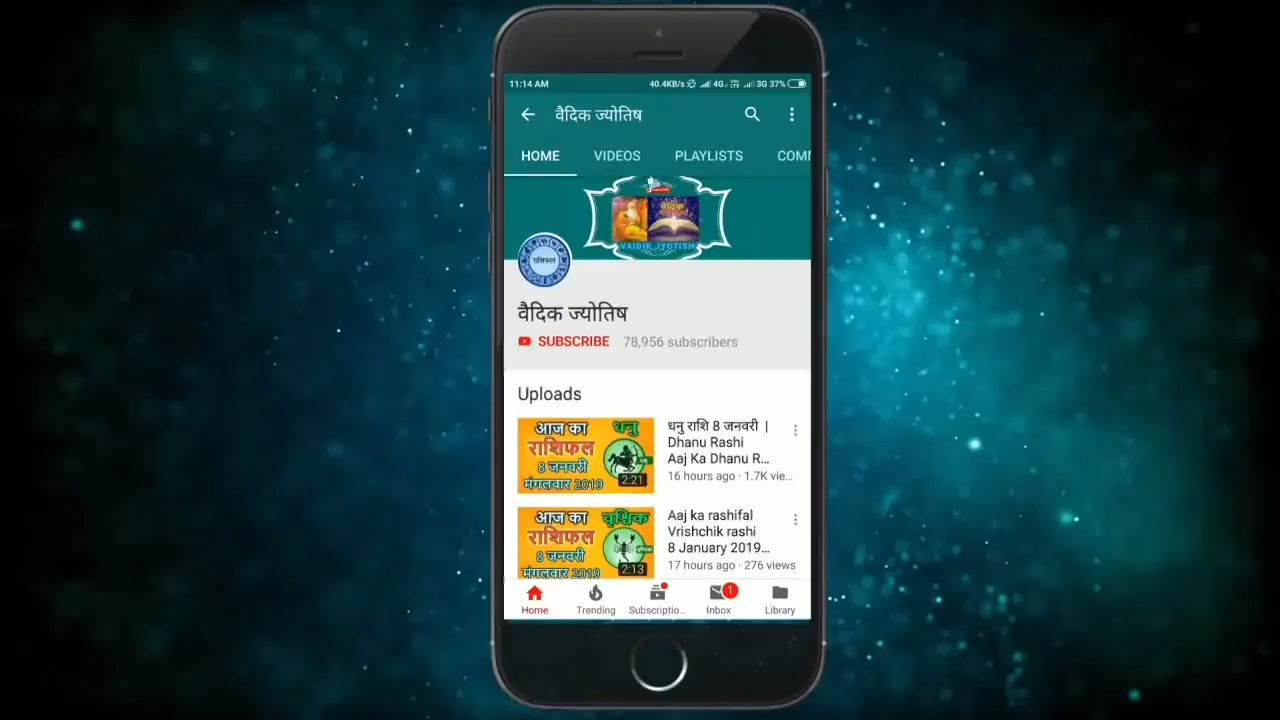 11:14 AM
40.4KB/s 4G 3G 37%
वैदिक ज्योतिष
HOME VIDEOS PLAYLISTS COMM
वैदिक
VAIDIK JYOTISH
राशिफल
वैदिक ज्योतिष
SUBSCRIBE 78,956 subscribers
Uploads
आज का धनु
राशिफल
8 जनवरी
मंगलवार 2019
2:21
धनु राशि 8 जनवरी |
Dhanu Rashi
Aaj Ka Dhanu R...
16 hours ago · 1.7K vie...
आज का वृश्चिक
राशिफल
8 जनवरी
मंगलवार 2019
2:13
Aaj ka rashifal
Vrishchik rashi
8 January 2019...
17 hours ago · 276 views
1
Home Trending Subscriptio... Inbox Library